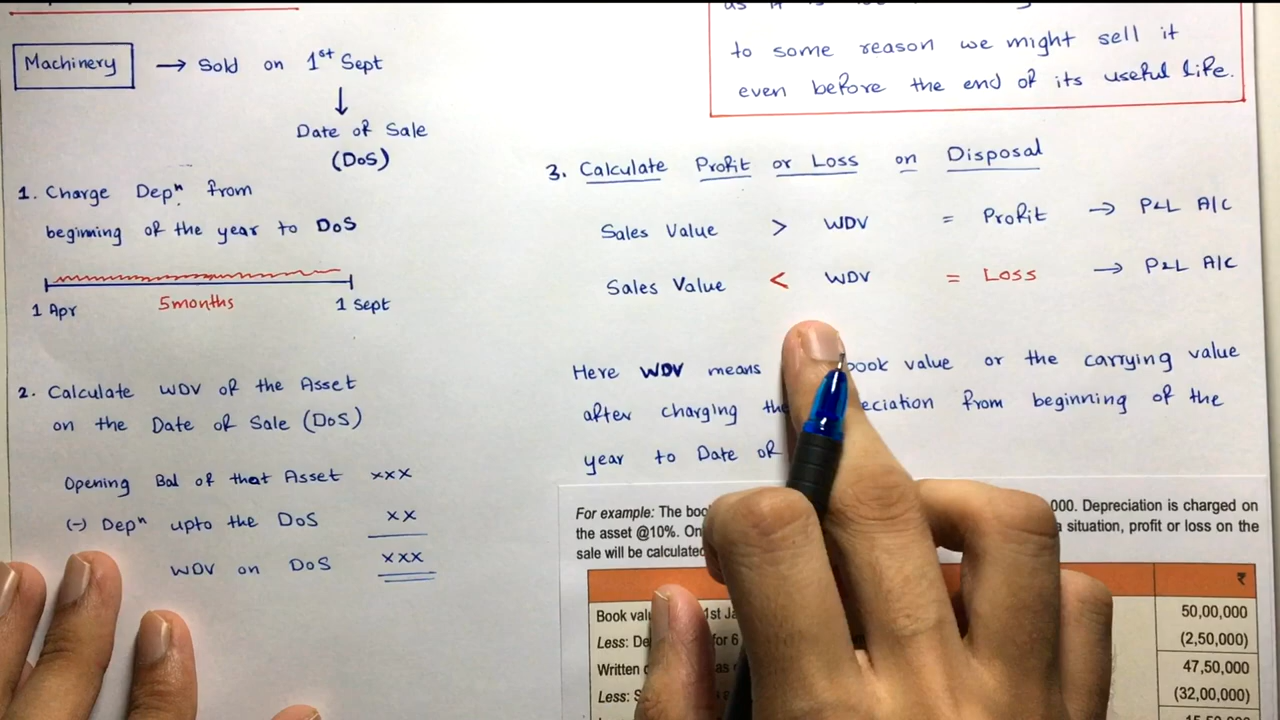 Machinery → Sold on 1st Sept
↓
Date of Sale
(DoS)
1. Charge Depn from
beginning of the year to DoS
5months
1 Apr 1 Sept
2. Calculate WDV of the Asset
on the Date of Sale (DoS)
Opening Bal of that Asset xxx
(-) Depn upto the DoS xx
WDV on DoS xxx
to some reason we might sell it
even before the end of its useful life.
3. Calculate Profit or Loss on Disposal
Sales Value > WDV = Profit → P&L A/C
Sales Value < WDV = Loss → P&L A/C
Here WDV means book value or the carrying value
after charging the from beginning of the
year to Date of
For example: The 000. Depreciation is charged on
the asset @10%. On situation, profit or loss on the
sale will be calculated
₹
Book 1st 50,00,000
Less: for 6 (2,50,000)
Written as 47,50,000
Less: (32,00,000)